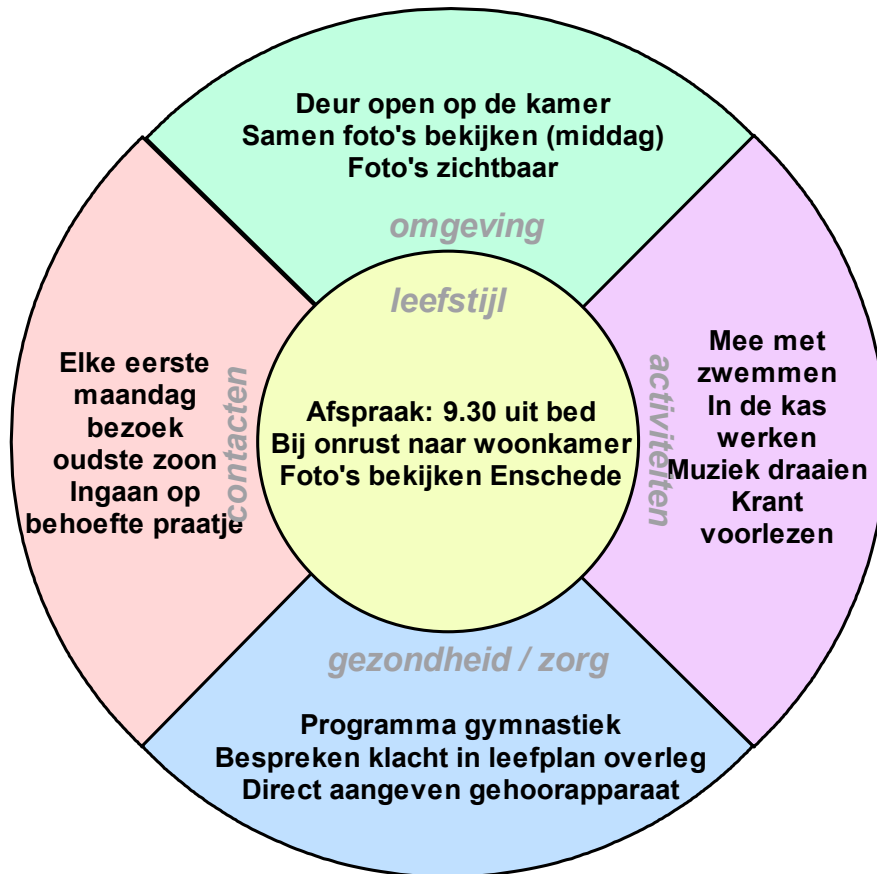 Deur open op de kamer
Samen foto's bekijken (middag)
Foto's zichtbaar
omgeving
leefstijl
Afspraak: 9.30 uit bed
Bij onrust naar woonkamer
Foto's bekijken Enschede
Elke eerste
maandag
bezoek
oudste zoon
Ingaan op
behoefte praatje
contacten
activiteiten
Mee met
zwemmen
In de kas
werken
Muziek draaien
Krant
voorlezen
gezondheid / zorg
Programma gymnastiek
Bespreken klacht in leefplan overleg
Direct aangeven gehoorapparaat